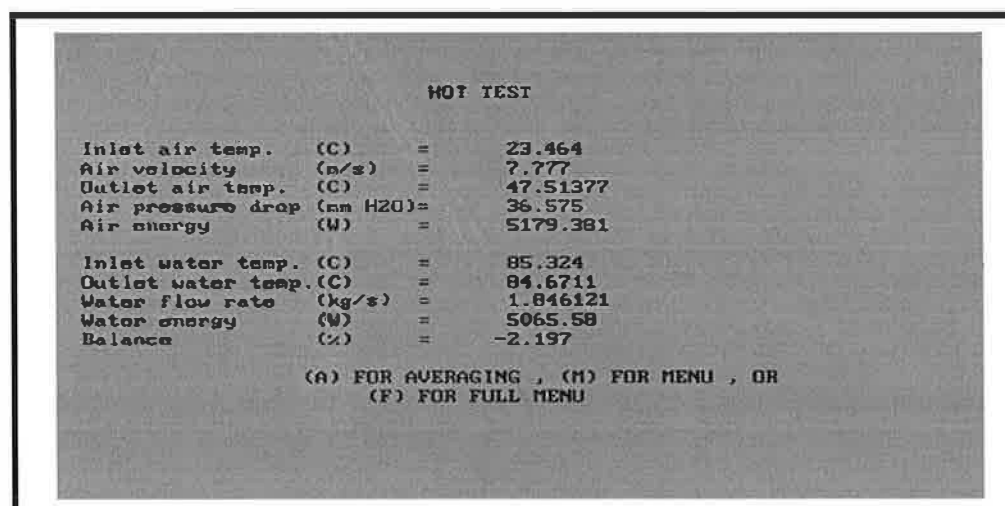 HOT TEST
Inlet air temp. (C) = 23.464
Air velocity (m/s) = 7.777
Outlet air temp. (C) = 47.51377
Air pressure drop (mm H2O)= 36.575
Air energy (W) = 5179.381
Inlet water temp. (C) = 85.324
Outlet water temp.(C) = 84.6711
Water flow rate (kg/s) = 1.846121
Water energy (W) = 5065.58
Balance (%) = -2.197
(A) FOR AVERAGING , (M) FOR MENU , OR
(F) FOR FULL MENU